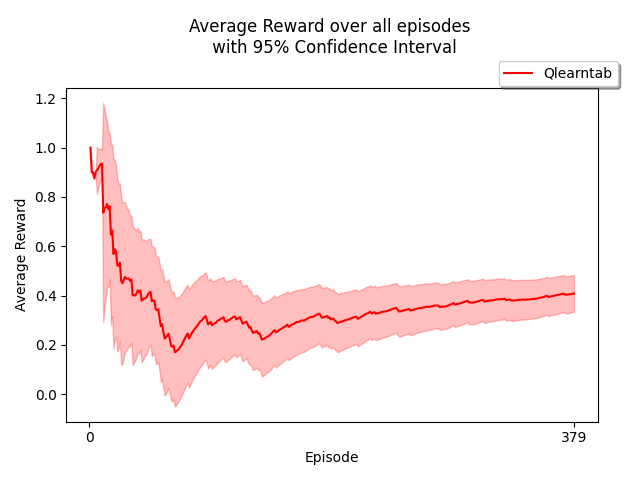 Average Reward over all episodes
with 95% Confidence Interval
Qlearntab
1.2
1.0
0.8
0.6
0.4
0.2
0.0
Average Reward
0
379
Episode